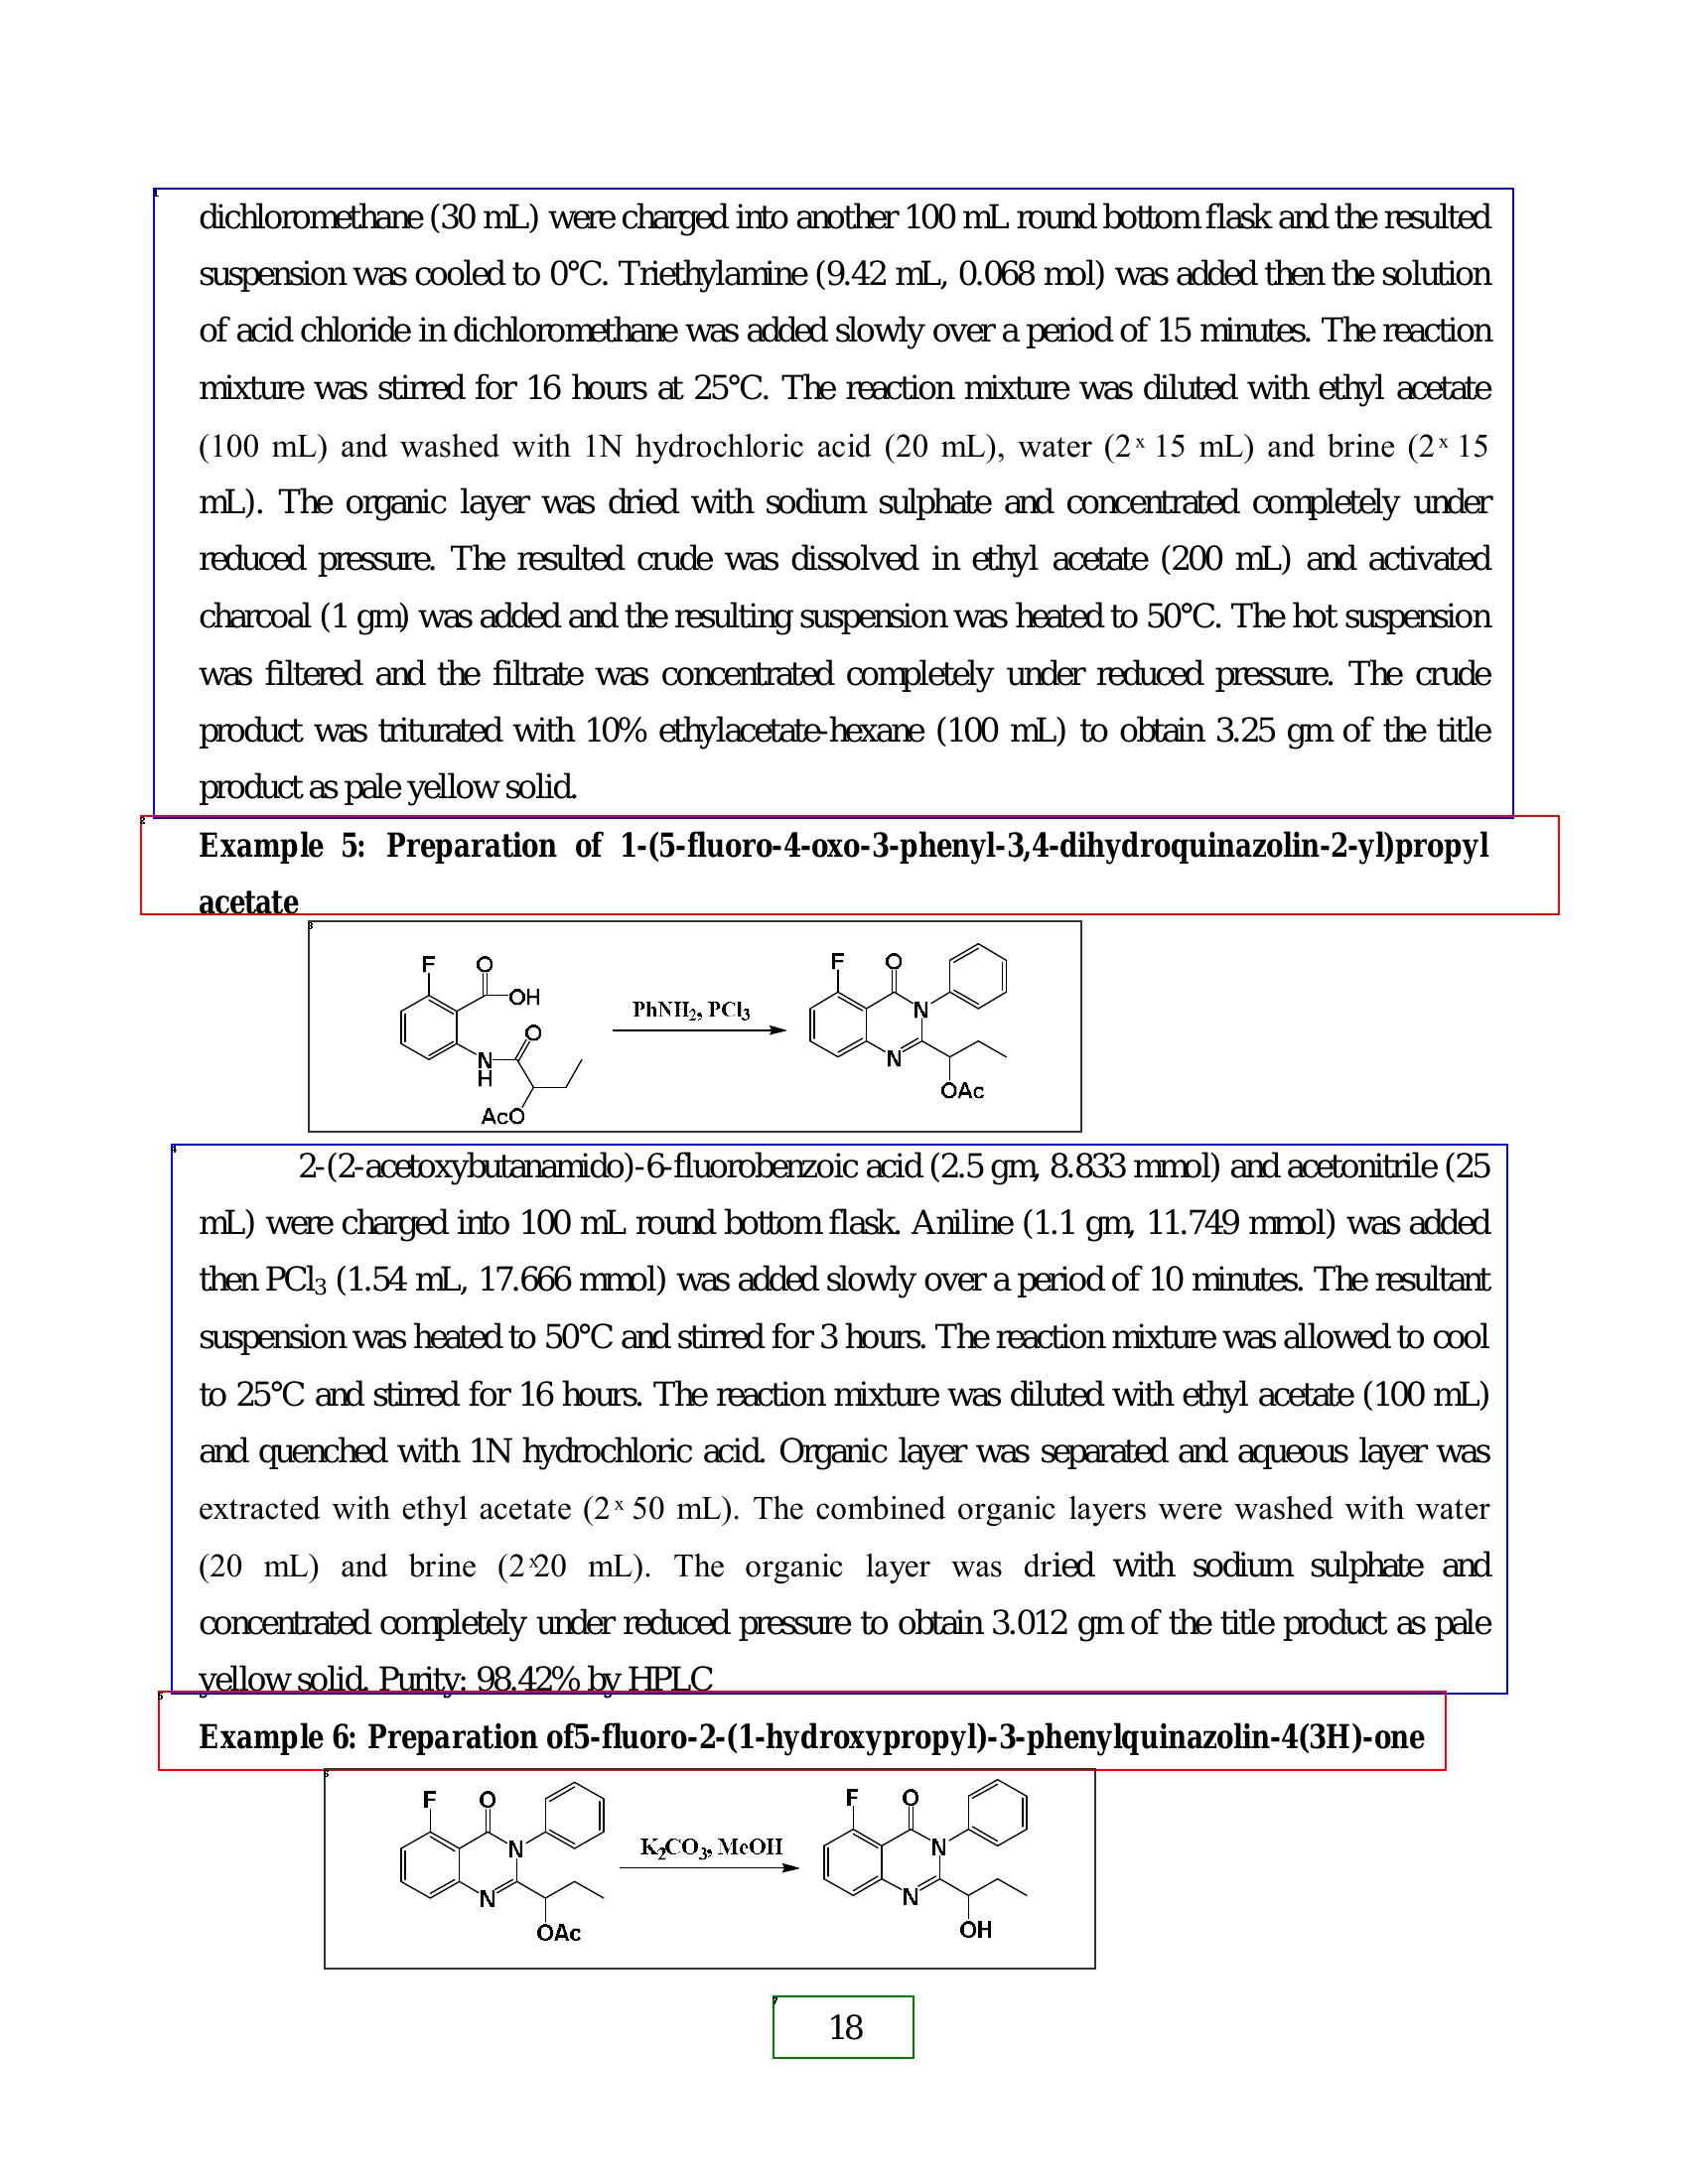 1
dichloromethane (30 mL) were charged into another 100 mL round bottom flask and the resulted
suspension was cooled to 0°C. Triethylamine (9.42 mL, 0.068 mol) was added then the solution
of acid chloride in dichloromethane was added slowly over a period of 15 minutes. The reaction
mixture was stirred for 16 hours at 25°C. The reaction mixture was diluted with ethyl acetate
(100 mL) and washed with 1N hydrochloric acid (20 mL), water (2 x 15 mL) and brine (2 x 15
mL). The organic layer was dried with sodium sulphate and concentrated completely under
reduced pressure. The resulted crude was dissolved in ethyl acetate (200 mL) and activated
charcoal (1 gm) was added and the resulting suspension was heated to 50°C. The hot suspension
was filtered and the filtrate was concentrated completely under reduced pressure. The crude
product was triturated with 10% ethylacetate-hexane (100 mL) to obtain 3.25 gm of the title
product as pale yellow solid.
2
Example 5: Preparation of 1-(5-fluoro-4-oxo-3-phenyl-3,4-dihydroquinazolin-2-yl)propyl
acetate
3
F O OH O N H AcO
PhNH2, PCl3
F O N N OAc
4
2-(2-acetoxybutanamido)-6-fluorobenzoic acid (2.5 gm, 8.833 mmol) and acetonitrile (25
mL) were charged into 100 mL round bottom flask. Aniline (1.1 gm, 11.749 mmol) was added
then PCl3 (1.54 mL, 17.666 mmol) was added slowly over a period of 10 minutes. The resultant
suspension was heated to 50°C and stirred for 3 hours. The reaction mixture was allowed to cool
to 25°C and stirred for 16 hours. The reaction mixture was diluted with ethyl acetate (100 mL)
and quenched with 1N hydrochloric acid. Organic layer was separated and aqueous layer was
extracted with ethyl acetate (2 x 50 mL). The combined organic layers were washed with water
(20 mL) and brine (2 x20 mL). The organic layer was dried with sodium sulphate and
concentrated completely under reduced pressure to obtain 3.012 gm of the title product as pale
yellow solid. Purity: 98.42% by HPLC
5
Example 6: Preparation of5-fluoro-2-(1-hydroxypropyl)-3-phenylquinazolin-4(3H)-one
6
F O N N OAc
K2CO3, MeOH
F O N N OH
7
18